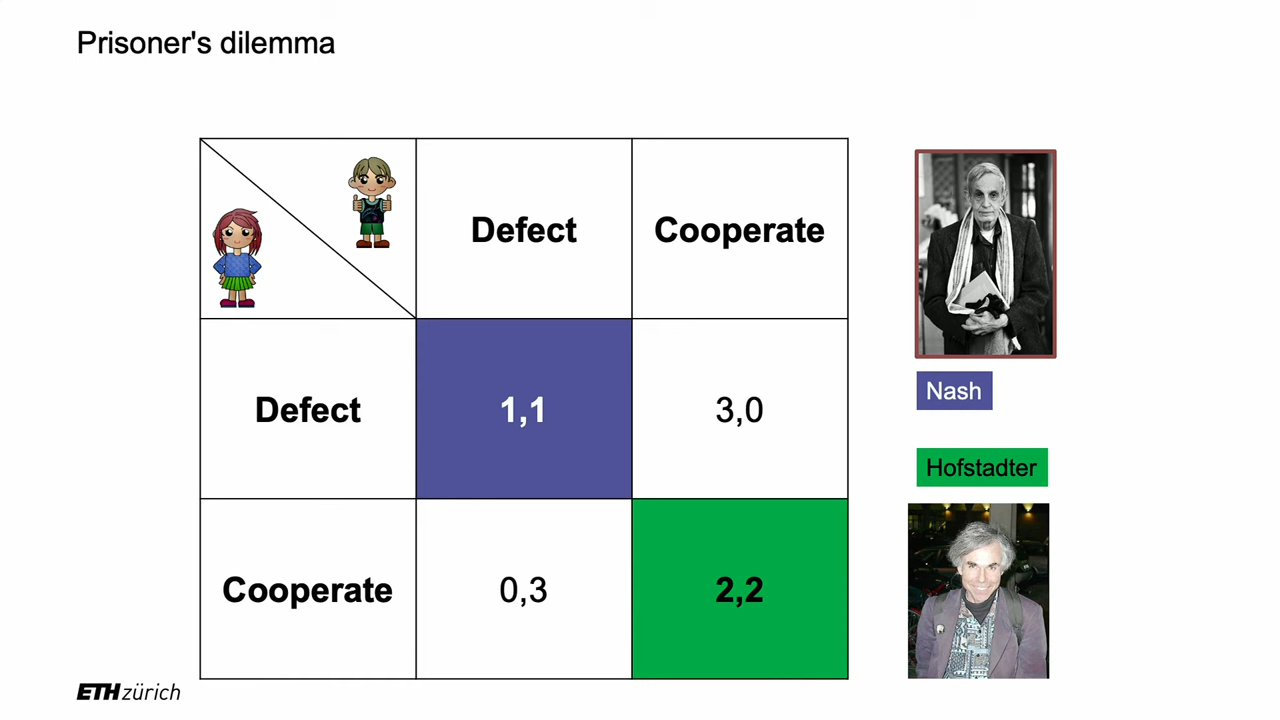 Prisoner's dilemma
Defect
Cooperate
Defect
1,1
3,0
Nash
Hofstadter
Cooperate
0,3
2,2
ETH zürich